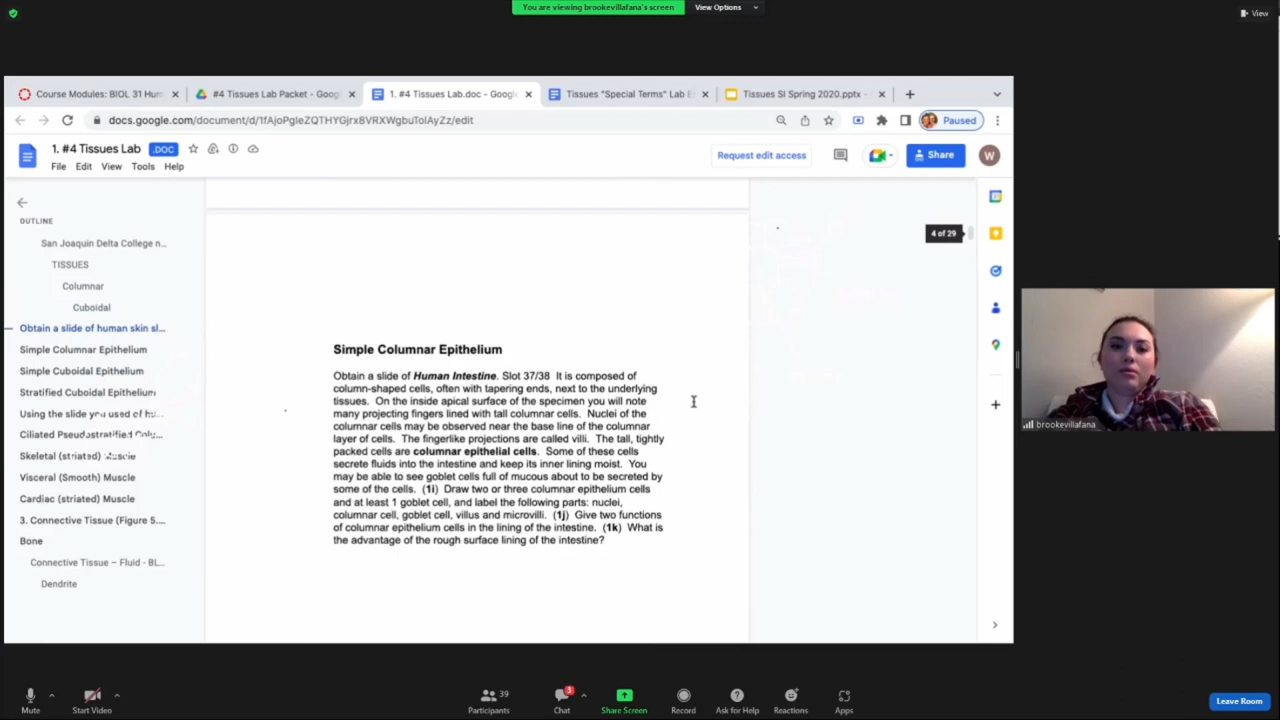 You are viewing brookevillafana's screen
View Options
View
Course Modules: BIOL 31 Hum
#4 Tissues Lab Packet - Goog
1. #4 Tissues Lab.doc - Goog
Tissues "Special Terms" Lab E
Tissues SI Spring 2020.pptx -
docs.google.com/document/d/1fAjoPgleZQTHYGjrx8VRXWgbuTolAyZz/edit
Paused
1. #4 Tissues Lab .DOC
File Edit View Tools Help
Request edit access
Share
W
OUTLINE
San Joaquin Delta College n...
TISSUES
Columnar
Cuboidal
Obtain a slide of human skin sl...
Simple Columnar Epithelium
Simple Cuboidal Epithelium
Stratified Cuboidal Epithelium
Using the slide you used of hu...
Ciliated Pseudostratified Colu...
Skeletal (striated) Muscle
Visceral (Smooth) Muscle
Cardiac (striated) Muscle
3. Connective Tissue (Figure 5....
Bone
Connective Tissue – Fluid - BL...
Dendrite
4 of 29
Simple Columnar Epithelium
Obtain a slide of Human Intestine. Slot 37/38 It is composed of
column-shaped cells, often with tapering ends, next to the underlying
tissues. On the inside apical surface of the specimen you will note
many projecting fingers lined with tall columnar cells. Nuclei of the
columnar cells may be observed near the base line of the columnar
layer of cells. The fingerlike projections are called villi. The tall, tightly
packed cells are columnar epithelial cells. Some of these cells
secrete fluids into the intestine and keep its inner lining moist. You
may be able to see goblet cells full of mucous about to be secreted by
some of the cells. (1i) Draw two or three columnar epithelium cells
and at least 1 goblet cell, and label the following parts: nuclei,
columnar cell, goblet cell, villus and microvilli. (1j) Give two functions
of columnar epithelium cells in the lining of the intestine. (1k) What is
the advantage of the rough surface lining of the intestine?
brookevillafana
Mute
Start Video
39
Participants
3
Chat
Share Screen
Record
Ask for Help
Reactions
Apps
Leave Room